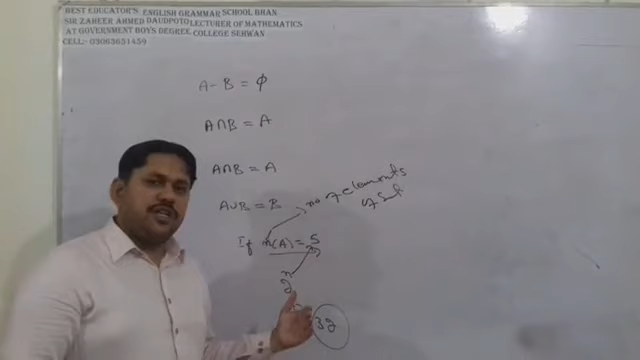 BEST EDUCATOR'S ENGLISH GRAMMAR SCHOOL BHAN
SIR ZAHEER AHMED DAUDPOTO LECTURER OF MATHEMATICS
AT GOVERNMENT BOYS DEGREE COLLEGE SEHWAN
CELL:- 03063651459
A - B = φ
A∩B = A
A∩B = A
A∪B = B
no of elements
of set
If n(A) = 5
2ⁿ
32